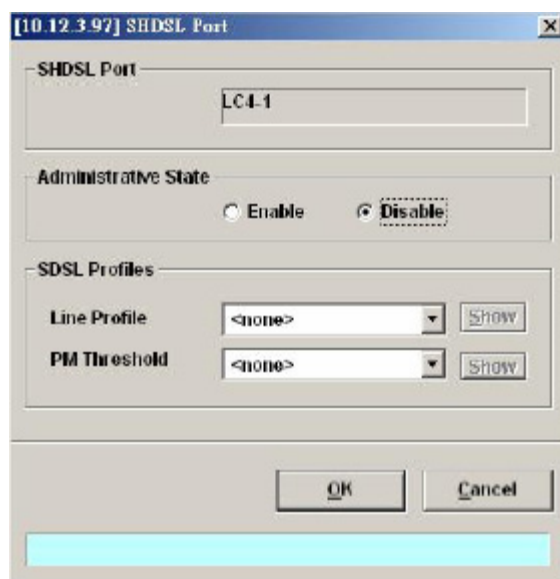 [10.12.3.97] SHDSL Port
SHDSL Port
LC4-1
Administrative State
Enable Disable
SDSL Profiles
Line Profile <none> Show
PM Threshold <none> Show
OK Cancel